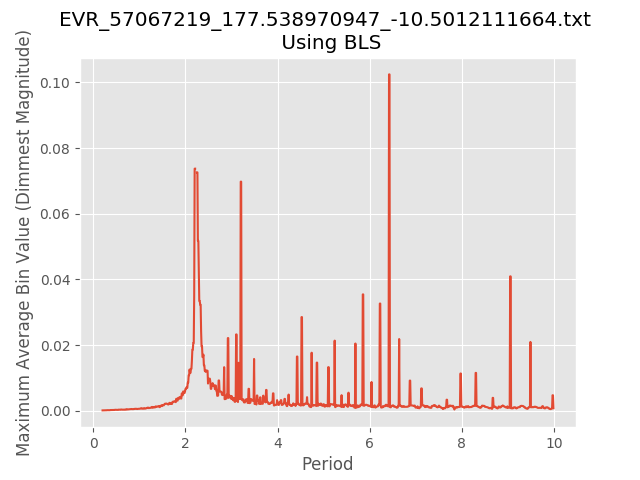 EVR_57067219_177.538970947_-10.5012111664.txt
Using BLS
Maximum Average Bin Value (Dimmest Magnitude)
0.10
0.08
0.06
0.04
0.02
0.00
0 2 4 6 8 10
Period